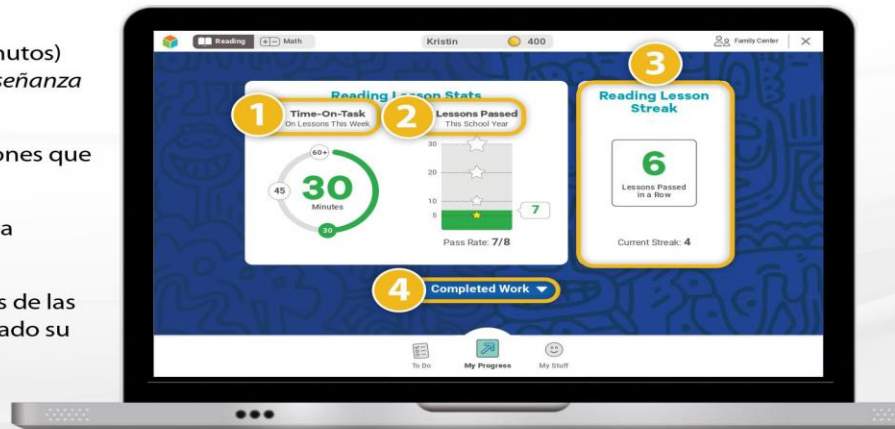 nutos)
señanza
ones que
a
s de las
ado su
Reading
Math
Kristin
400
Family Center
3
Reading Lesson Stats
Reading Lesson
Streak
1
Time-On-Task
On Lessons This Week
2
Lessons Passed
This School Year
60+
45
30
Minutes
30
30
20
10
5
7
Pass Rate: 7/8
6
Lessons Passed
in a Row
Current Streak: 4
4
Completed Work
To Do
My Progress
My Stuff